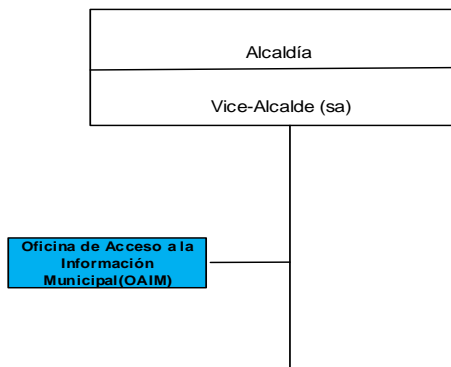 Alcaldía
Vice-Alcalde (sa)
Oficina de Acceso a la
Información
Municipal(OAIM)